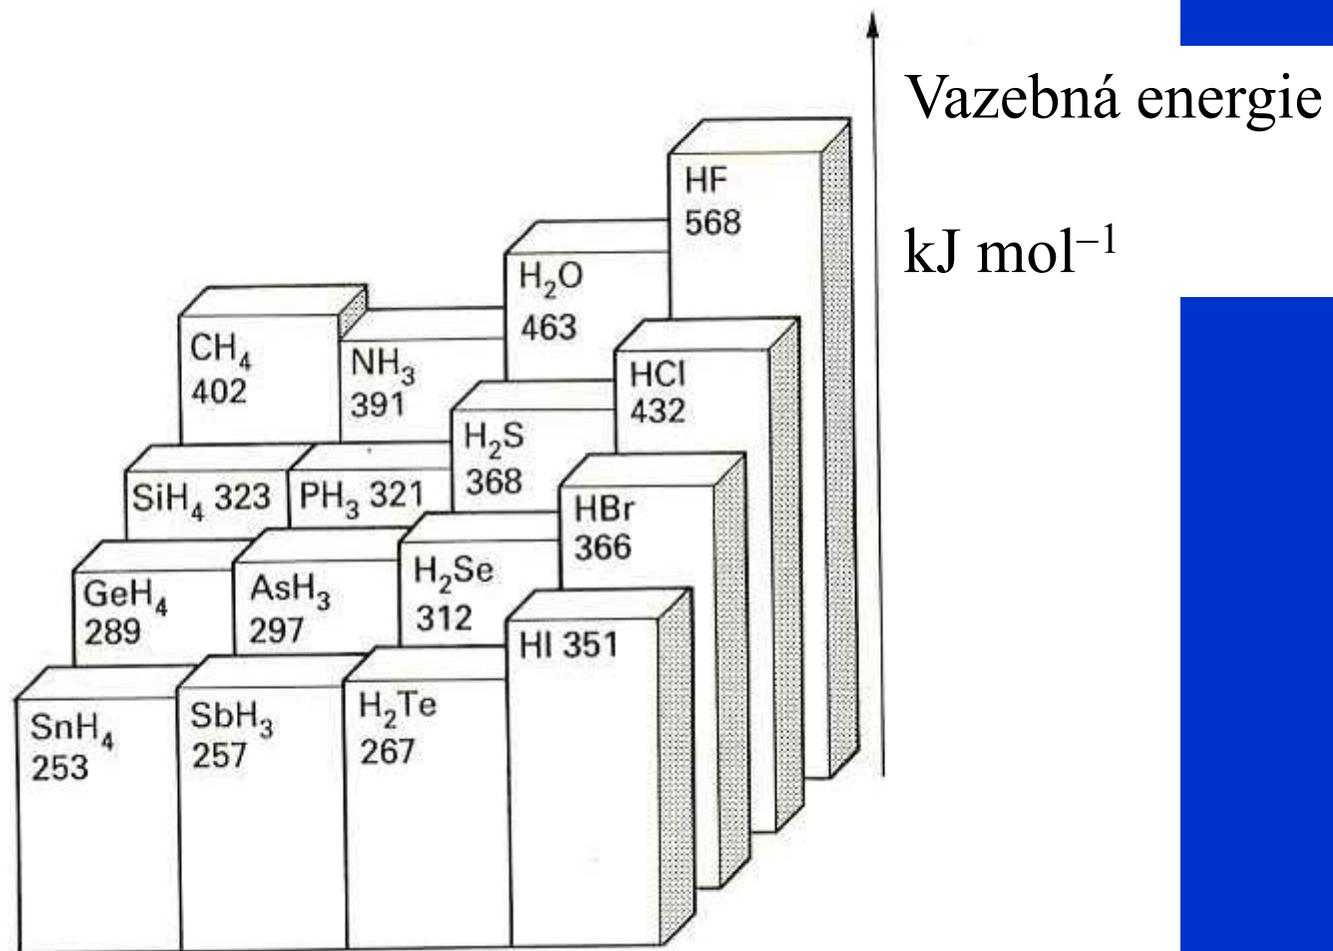 Vazebná energie
kJ mol⁻¹
HF
568
H₂O
463
CH₄
402
NH₃
391
HCl
432
H₂S
368
SiH₄ 323
PH₃ 321
HBr
366
GeH₄
289
AsH₃
297
H₂Se
312
HI 351
SnH₄
253
SbH₃
257
H₂Te
267